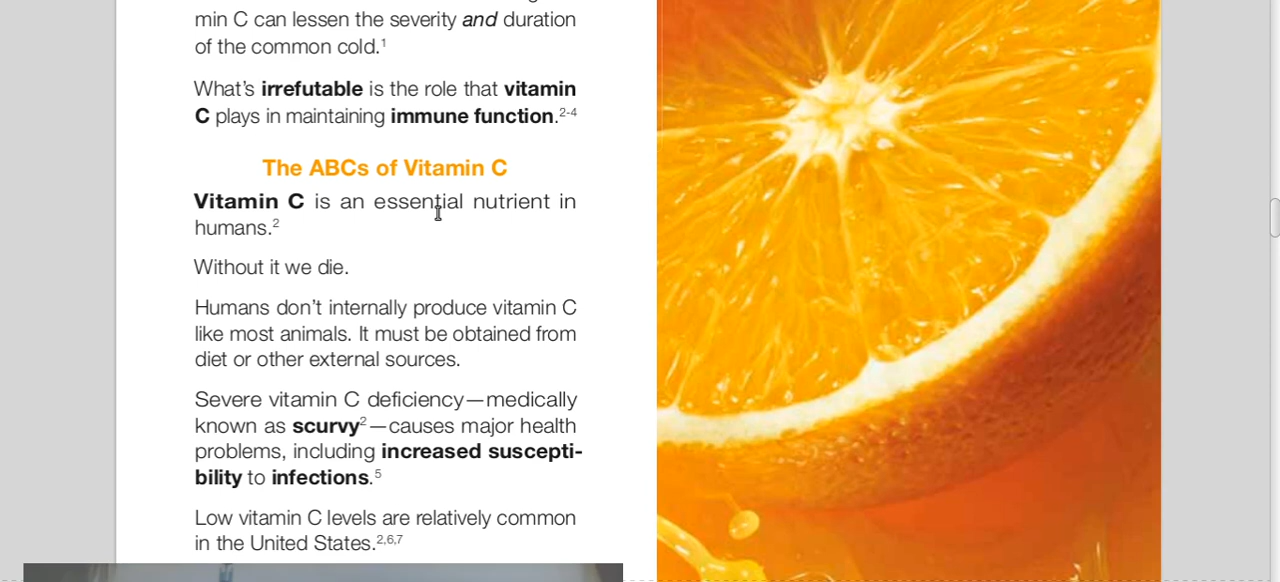 min C can lessen the severity and duration
of the common cold.1
What's irrefutable is the role that vitamin
C plays in maintaining immune function.2-4
The ABCs of Vitamin C
Vitamin C is an essential nutrient in
humans.2
Without it we die.
Humans don't internally produce vitamin C
like most animals. It must be obtained from
diet or other external sources.
Severe vitamin C deficiency—medically
known as scurvy2—causes major health
problems, including increased suscepti-
bility to infections.5
Low vitamin C levels are relatively common
in the United States.2,6,7